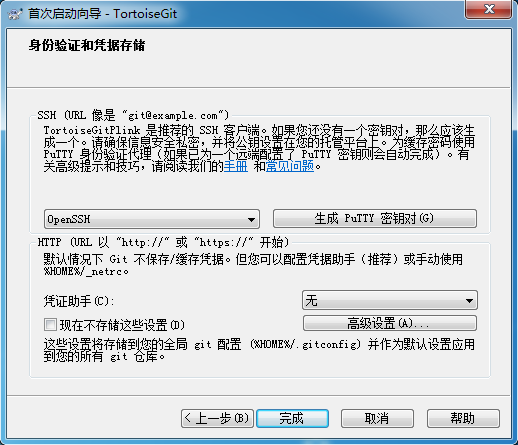 首次启动向导 - TortoiseGit
身份验证和凭据存储
SSH (URL 像是 "git@example.com")
TortoiseGitPlink 是推荐的 SSH 客户端。如果您还没有一个密钥对，那么应该生
成一个。请确保信息安全私密，并将公钥设置在您的托管平台上。为缓存密码使用
PuTTY 身份验证代理（如果已为一个远端配置了 PuTTY 密钥则会自动完成）。有
关高级提示和技巧，请阅读我们的手册 和常见问题。
OpenSSH
生成 PuTTY 密钥对(G)
HTTP (URL 以 "http://" 或 "https://" 开始)
默认情况下 Git 不保存/缓存凭据。但您可以配置凭据助手（推荐）或手动使用
%HOME%/_netrc。
凭证助手(C):
无
现在不存储这些设置(D)
高级设置(A)...
这些设置将存储到您的全局 git 配置 (%HOME%/.gitconfig) 并作为默认设置应用
到您的所有 git 仓库。
< 上一步(B)
完成
取消
帮助